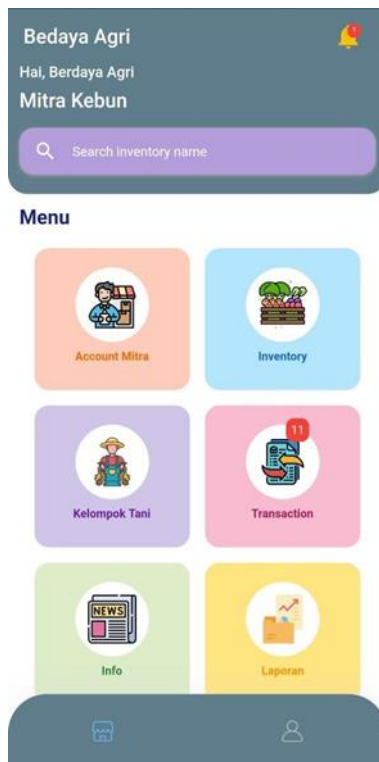 Bedaya Agri
1
Hai, Berdaya Agri
Mitra Kebun
Search inventory name
Menu
Account Mitra
Inventory
11
Kelompok Tani
Transaction
NEWS
Info
Laporan